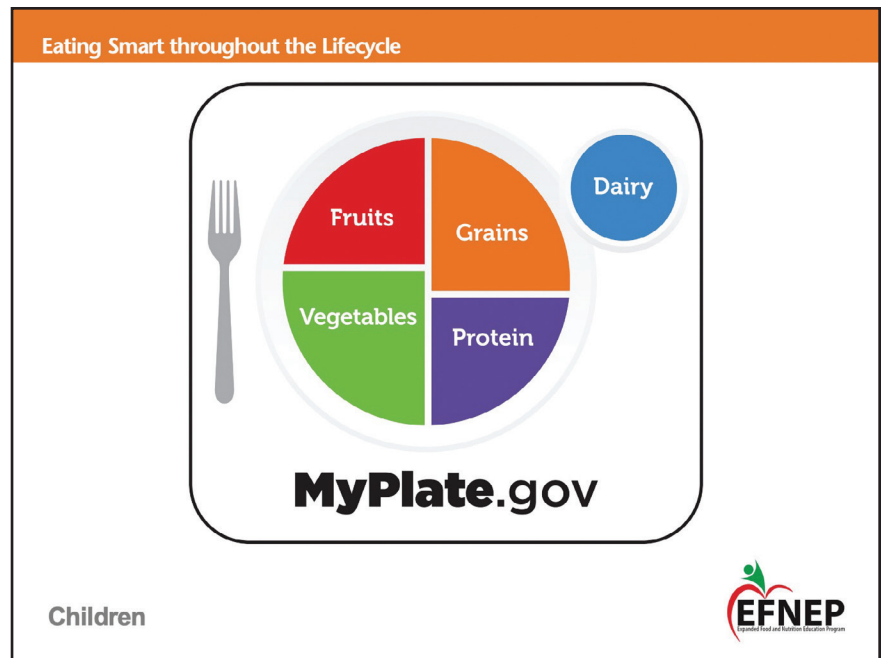 Eating Smart throughout the Lifecycle
Fruits
Grains
Dairy
Vegetables
Protein
MyPlate.gov
Children
EFNEP
Expanded Food and Nutrition Education Program